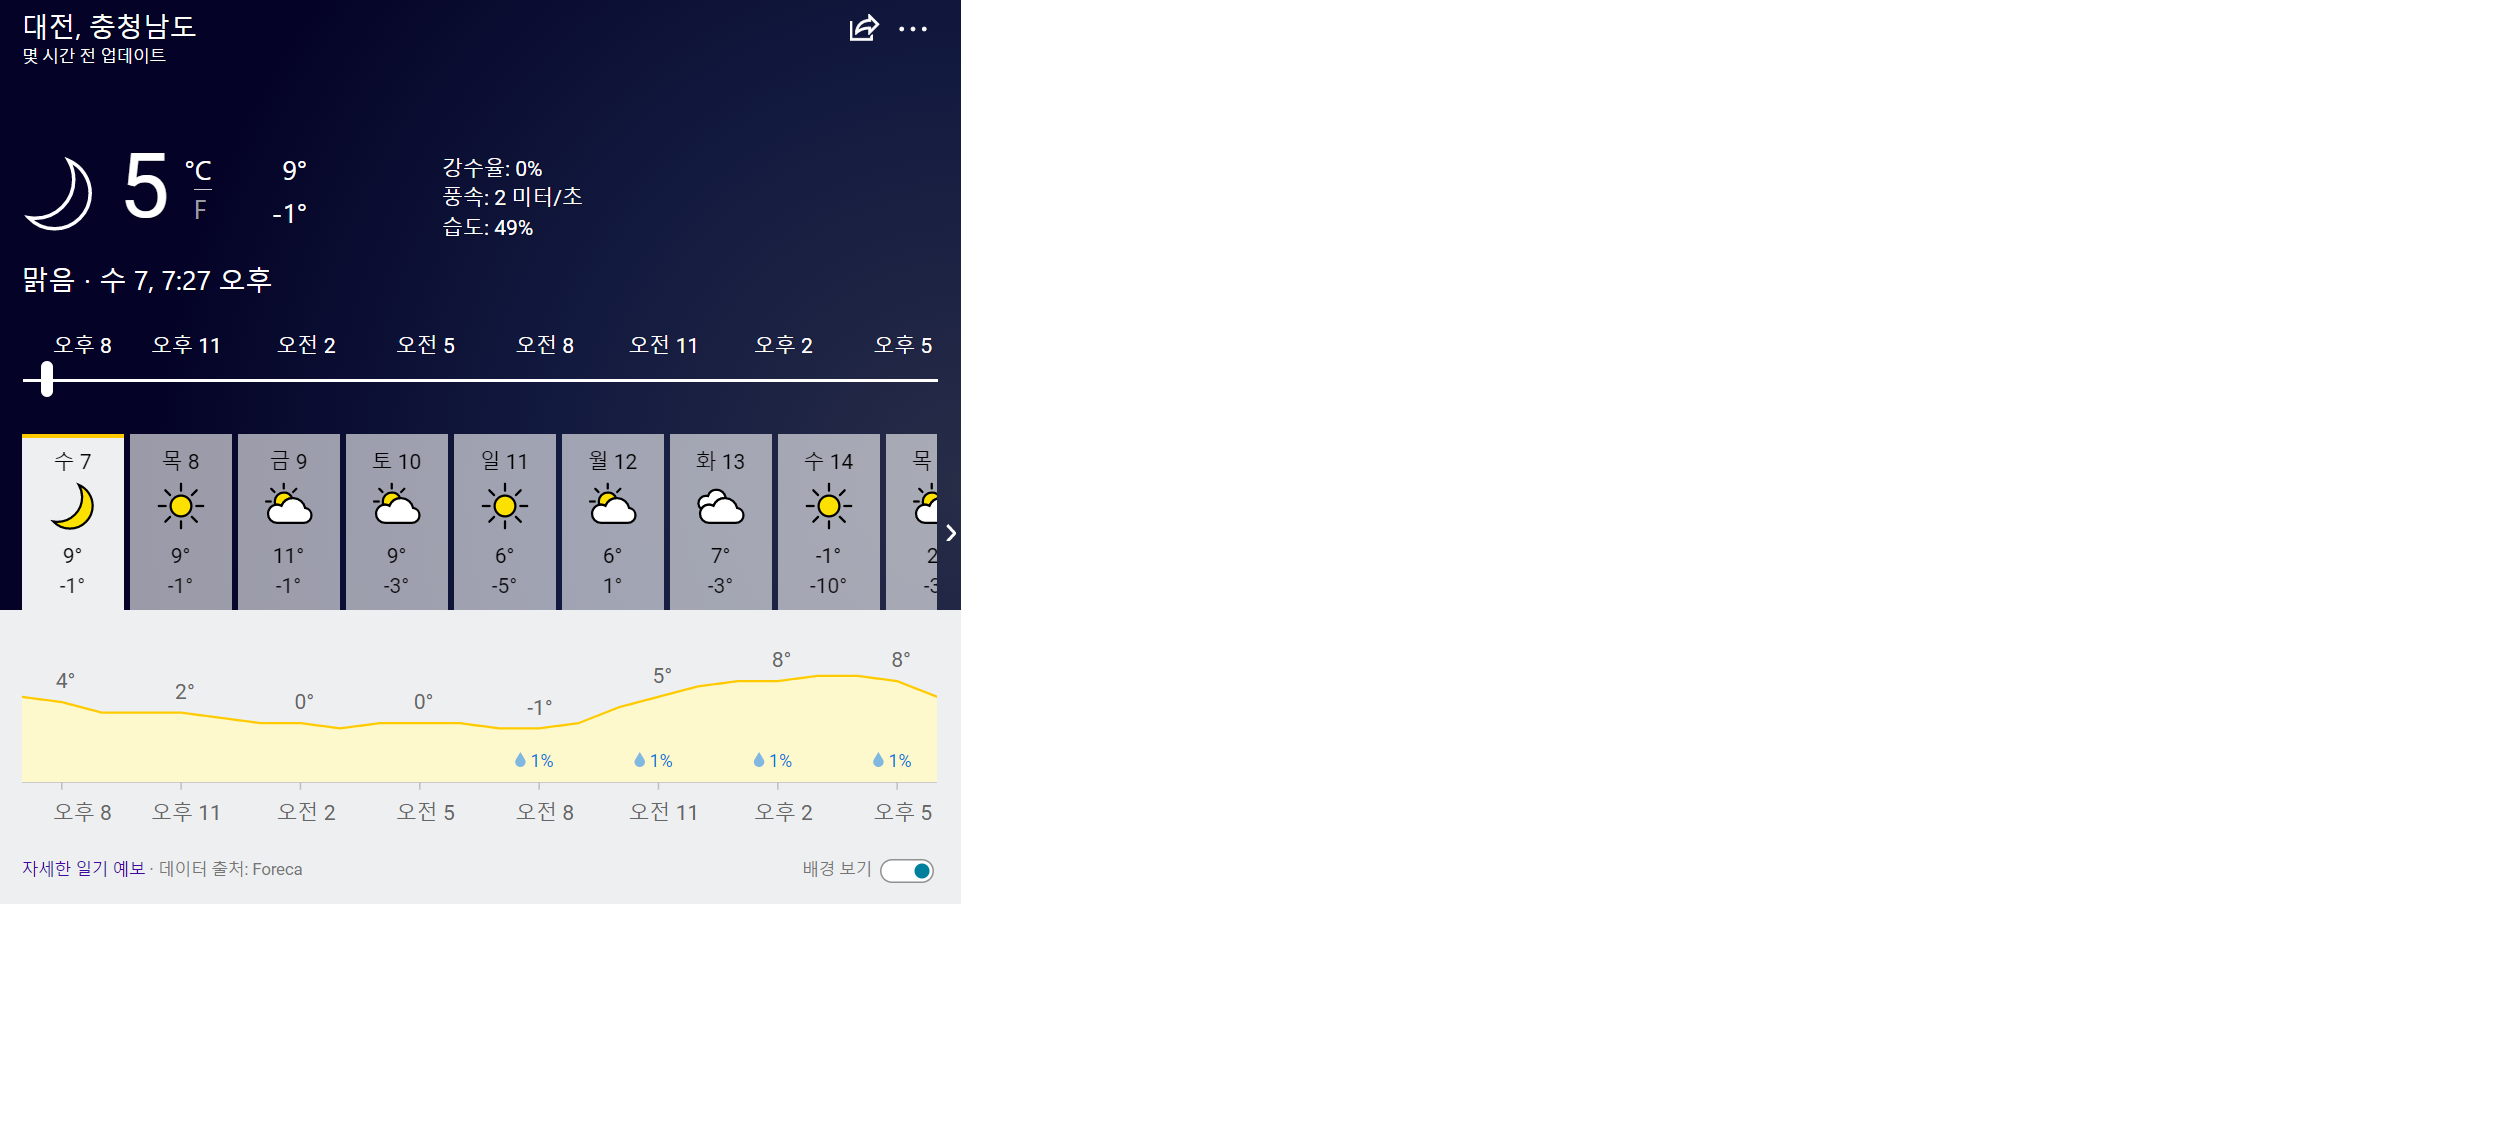 대전, 충청남도
몇 시간 전 업데이트
5 °C F 9° -1°
강수율: 0%
풍속: 2 미터/초
습도: 49%
맑음 · 수 7, 7:27 오후
오후 8 오후 11 오전 2 오전 5 오전 8 오전 11 오후 2 오후 5
수 7 목 8 금 9 토 10 일 11 월 12 화 13 수 14 목
9° 9° 11° 9° 6° 6° 7° -1° 2
-1° -1° -1° -3° -5° 1° -3° -10° -3
4° 2° 0° 0° -1° 5° 8° 8°
1% 1% 1% 1%
오후 8 오후 11 오전 2 오전 5 오전 8 오전 11 오후 2 오후 5
자세한 일기 예보 · 데이터 출처: Foreca 배경 보기